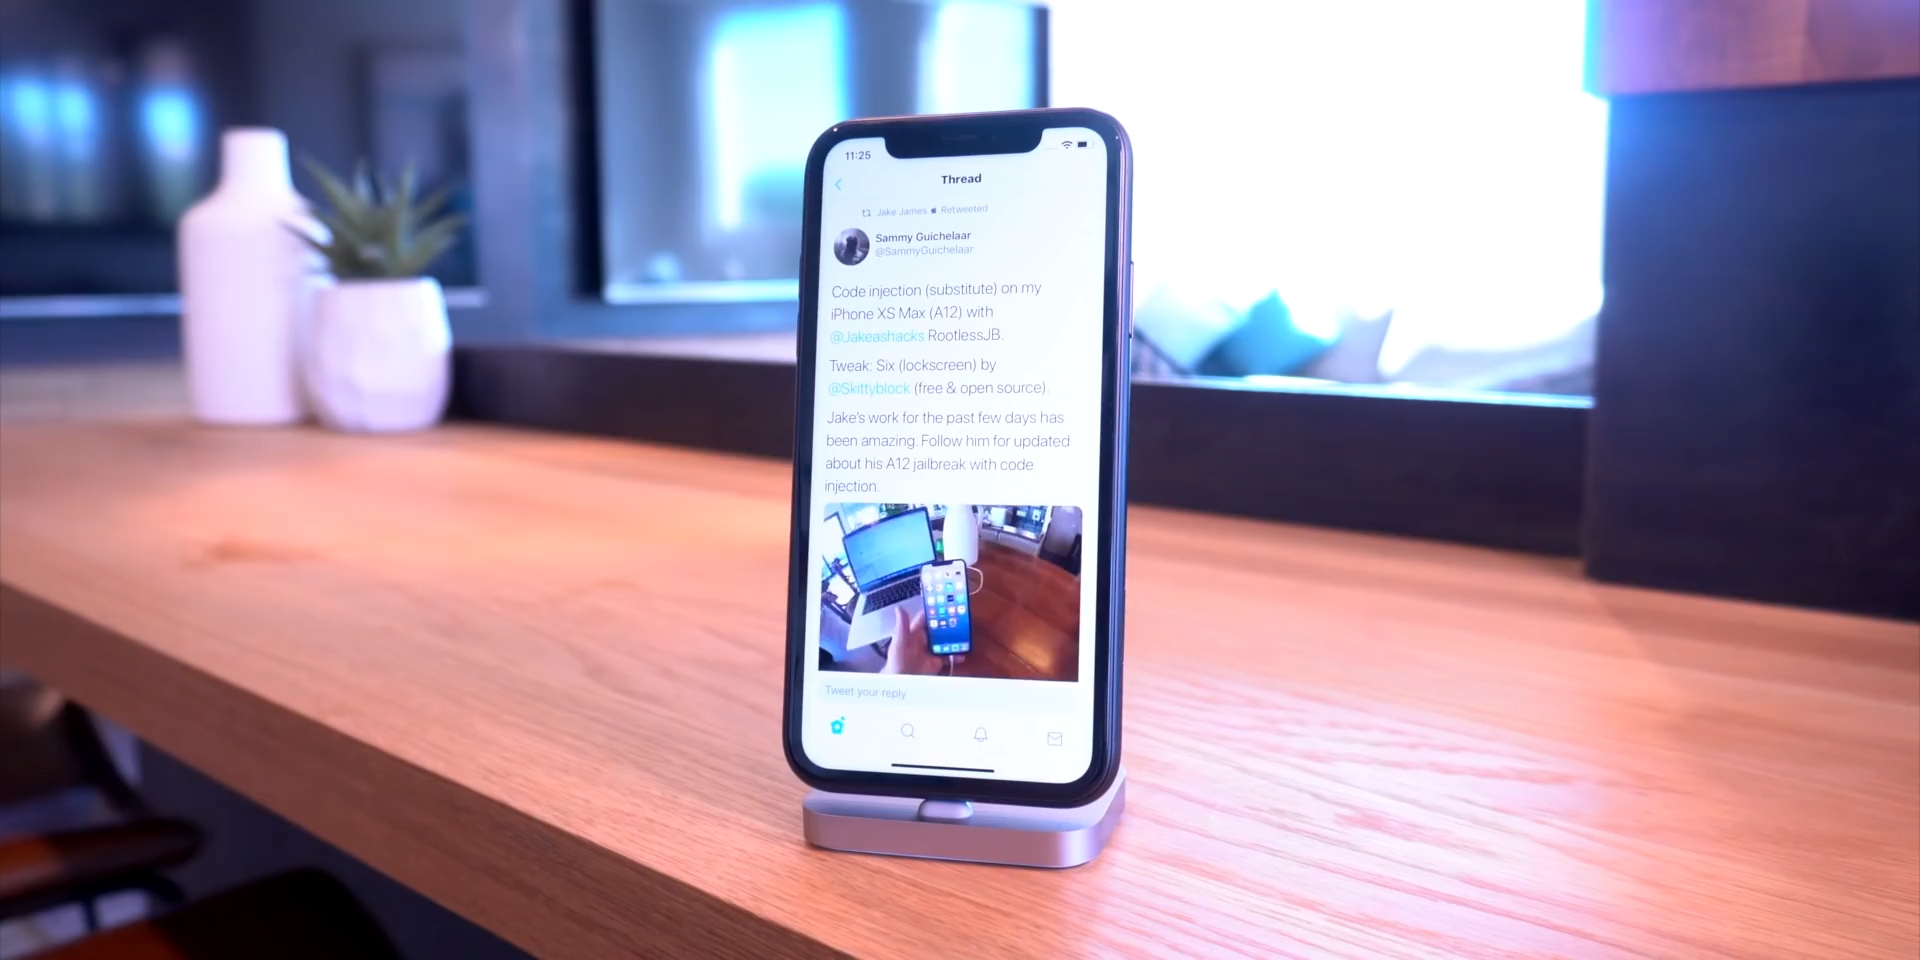 11:25
Thread
Jake James  Retweeted
Sammy Guichelaar
@SammyGuichelaar
Code injection (substitute) on my
iPhone XS Max (A12) with
@Jakeashacks RootlessJB.
Tweak: Six (lockscreen) by
@Skittyblock (free & open source).
Jake's work for the past few days has
been amazing. Follow him for updated
about his A12 jailbreak with code
injection.
Tweet your reply